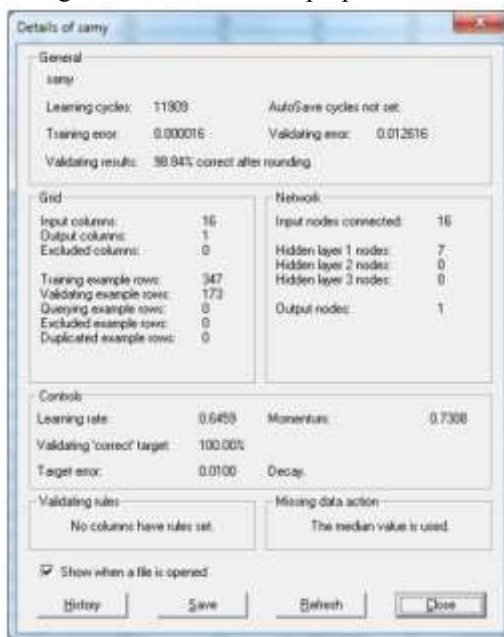 Details of samy
General
samy
Learning cycles: 11909 AutoSave cycles not set.
Training error: 0.000016 Validating error: 0.012616
Validating results: 98.84% correct after rounding.
Grid
Input columns: 16
Output columns: 1
Excluded columns: 0
Training example rows: 347
Validating example rows: 173
Querying example rows: 0
Excluded example rows: 0
Duplicated example rows: 0
Network
Input nodes connected: 16
Hidden layer 1 nodes: 7
Hidden layer 2 nodes: 0
Hidden layer 3 nodes: 0
Output nodes: 1
Controls
Learning rate: 0.6459 Momentum: 0.7308
Validating 'correct' target: 100.00%
Target error: 0.0100 Decay.
Validating rules
No columns have rules set.
Missing data action
The median value is used.
Show when a file is opened
History Save Refresh Close